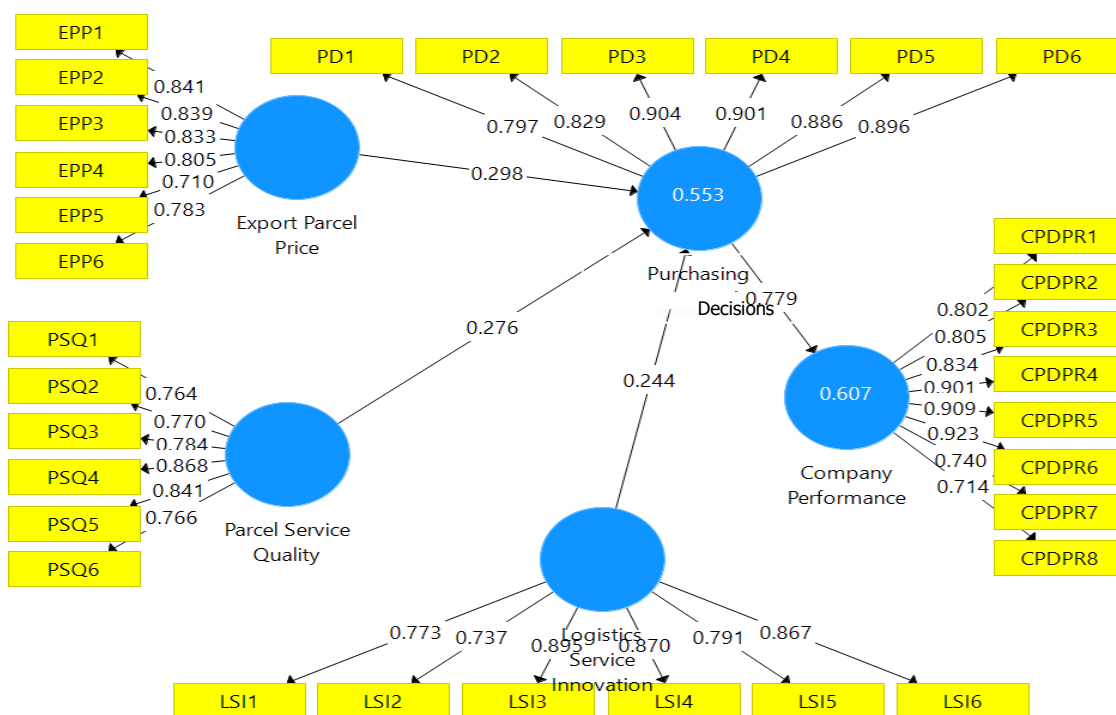 EPP1
EPP2
EPP3
EPP4
EPP5
EPP6
0.841
0.839
0.833
0.805
0.710
0.783
Export Parcel
Price
PD1
PD2
PD3
PD4
PD5
PD6
0.797
0.829
0.904
0.901
0.886
0.896
0.298
0.553
Purchasing
Decisions
0.779
0.276
0.244
PSQ1
PSQ2
PSQ3
PSQ4
PSQ5
PSQ6
0.764
0.770
0.784
0.868
0.841
0.766
Parcel Service
Quality
0.607
Company
Performance
CPDPR1
CPDPR2
CPDPR3
CPDPR4
CPDPR5
CPDPR6
CPDPR7
CPDPR8
0.802
0.805
0.834
0.901
0.909
0.923
0.740
0.714
Logistics
Service
Innovation
0.773
0.737
0.895
0.870
0.791
0.867
LSI1
LSI2
LSI3
LSI4
LSI5
LSI6